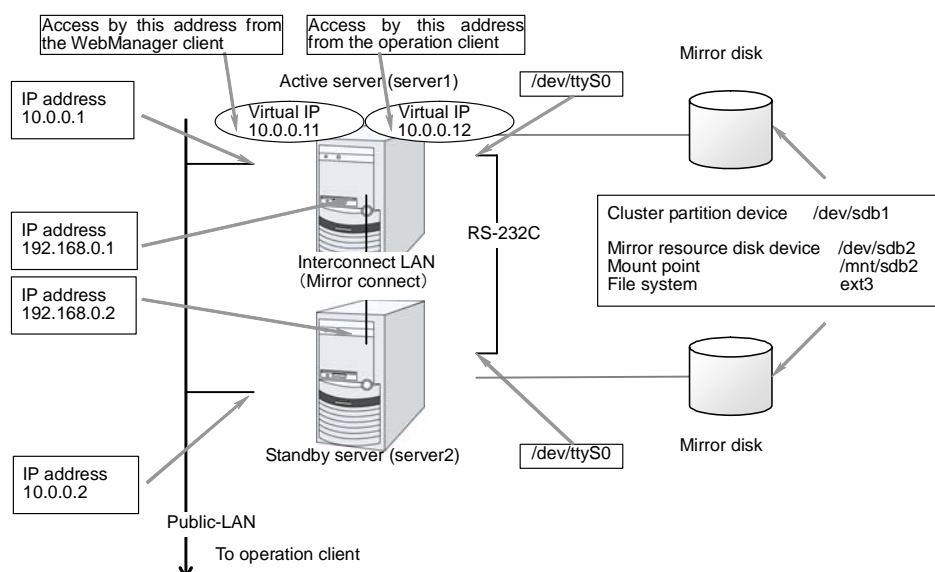 Access by this address from
the WebManager client
Access by this address
from the operation client
Mirror disk
Active server (server1)
/dev/ttyS0
IP address
10.0.0.1
Virtual IP
10.0.0.11
Virtual IP
10.0.0.12
Cluster partition device /dev/sdb1
Mirror resource disk device /dev/sdb2
Mount point /mnt/sdb2
File system ext3
RS-232C
IP address
192.168.0.1
Interconnect LAN
(Mirror connect)
IP address
192.168.0.2
Mirror disk
Standby server (server2)
/dev/ttyS0
IP address
10.0.0.2
Public-LAN
To operation client